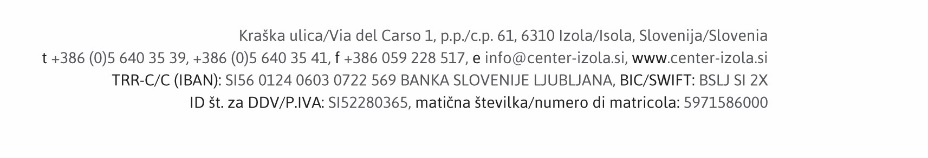 Kraška ulica/Via del Carso 1, p.p./c.p. 61, 6310 Izola/Isola, Slovenija/Slovenia
t +386 (0)5 640 35 39, +386 (0)5 640 35 41, f +386 059 228 517, e info@center-izola.si, www.center-izola.si
TRR-C/C (IBAN): SI56 0124 0603 0722 569 BANKA SLOVENIJE LJUBLJANA, BIC/SWIFT: BSLJ SI 2X
ID št. za DDV/P.IVA: SI52280365, matična številka/numero di matricola: 5971586000